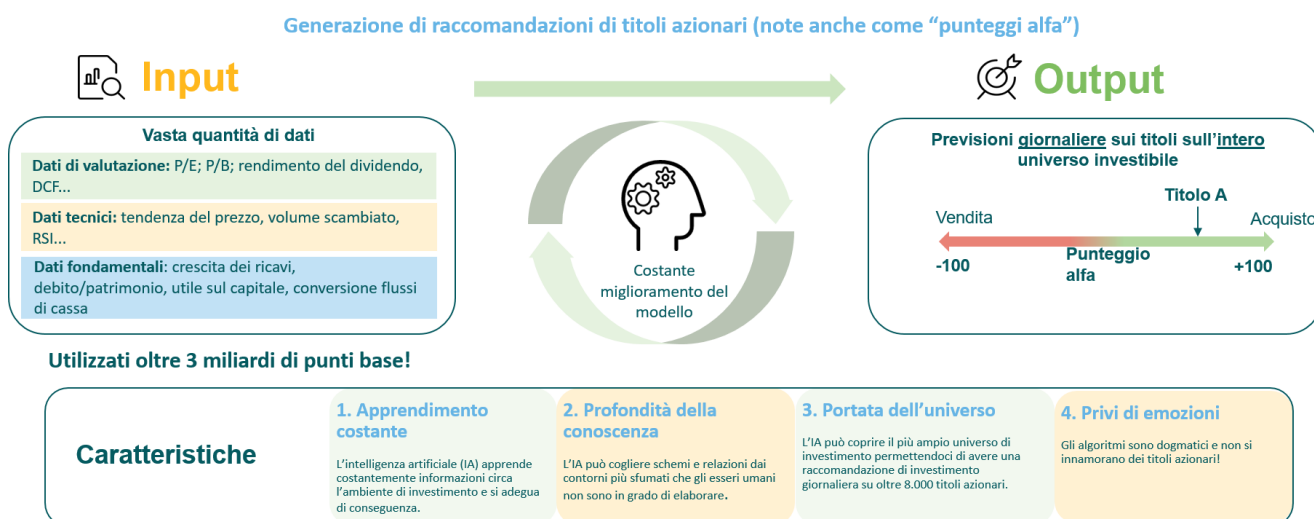 Generazione di raccomandazioni di titoli azionari (note anche come “punteggi alfa”)
Input
Output
Vasta quantità di dati
Dati di valutazione: P/E; P/B; rendimento del dividendo,
DCF...
Dati tecnici: tendenza del prezzo, volume scambiato,
RSI...
Dati fondamentali: crescita dei ricavi,
debito/patrimonio, utile sul capitale, conversione flussi
di cassa
Costante
miglioramento del
modello
Previsioni giornaliere sui titoli sull’intero
universo investibile
Titolo A
Vendita
Acquisto
-100
Punteggio
alfa
+100
Utilizzati oltre 3 miliardi di punti base!
Caratteristiche
1. Apprendimento
costante
L’intelligenza artificiale (IA) apprende
costantemente informazioni circa
l’ambiente di investimento e si adegua
di conseguenza.
2. Profondità della
conoscenza
L’IA può cogliere schemi e relazioni dai
contorni più sfumati che gli esseri umani
non sono in grado di elaborare.
3. Portata dell’universo
L’IA può coprire il più ampio universo di
investimento permettendoci di avere una
raccomandazione di investimento
giornaliera su oltre 8.000 titoli azionari.
4. Privi di emozioni
Gli algoritmi sono dogmatici e non si
innamorano dei titoli azionari!